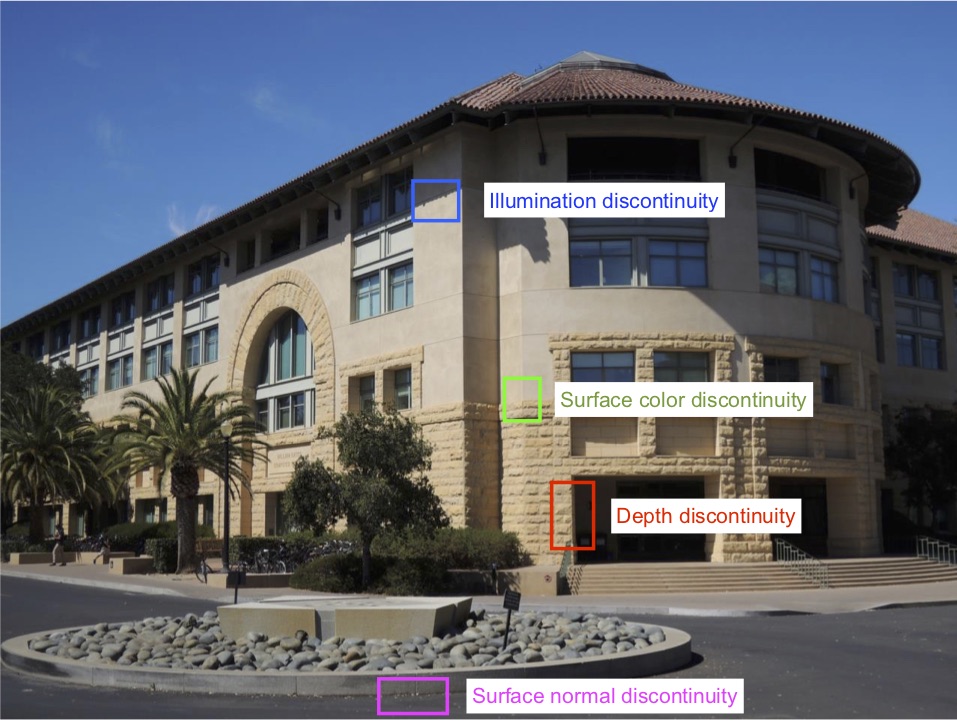 Illumination discontinuity
Surface color discontinuity
Depth discontinuity
Surface normal discontinuity